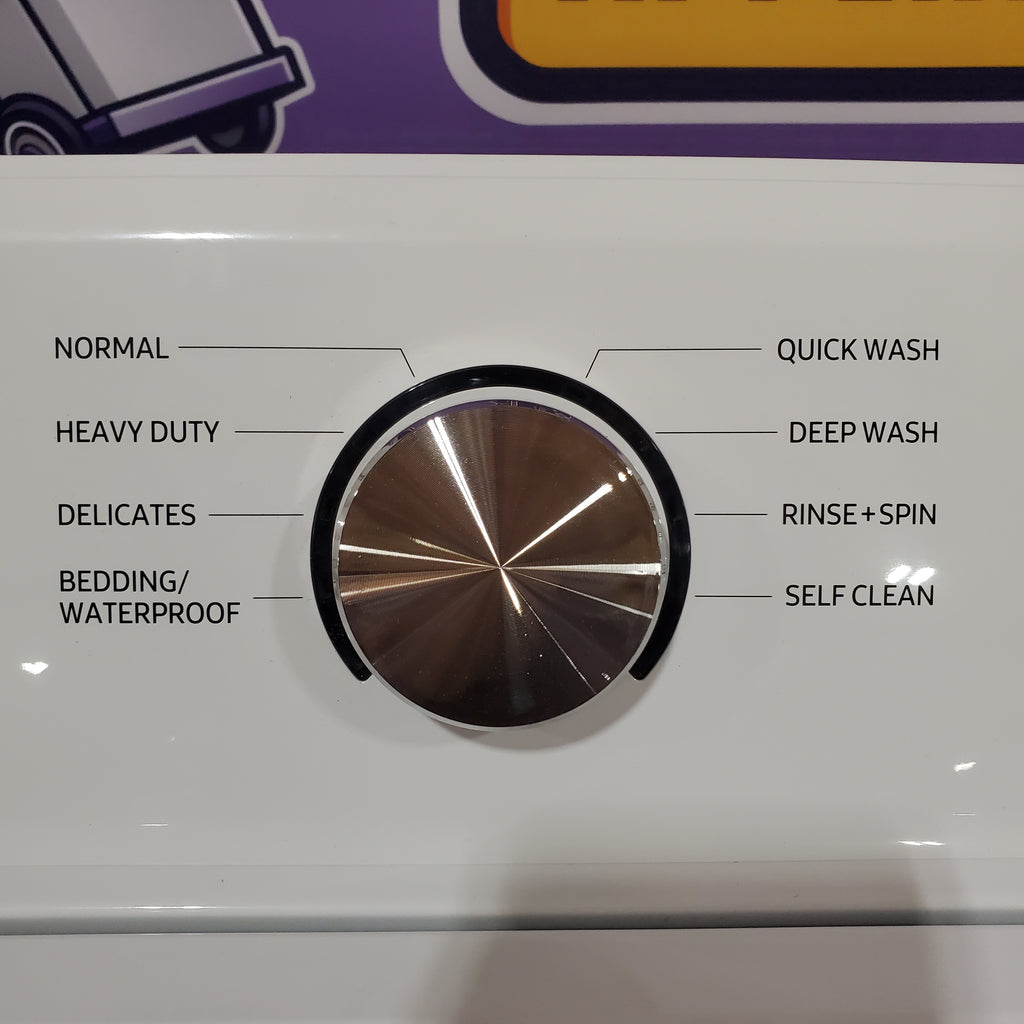 NORMAL
HEAVY DUTY
DELICATES
BEDDING/
WATERPROOF
QUICK WASH
DEEP WASH
RINSE+SPIN
SELF CLEAN